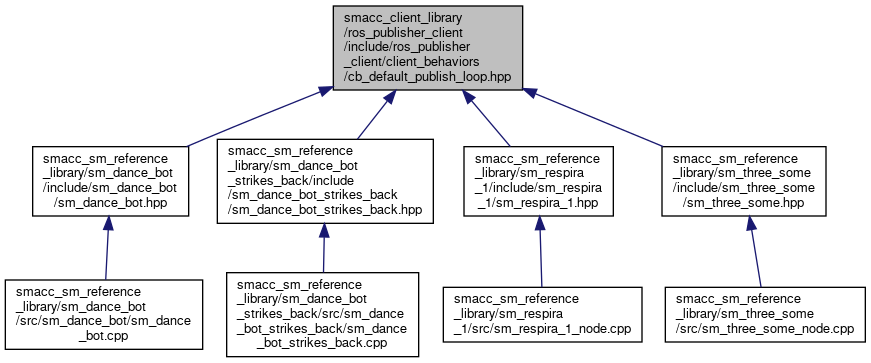 smacc_client_library
/ros_publisher_client
/include/ros_publisher
_client/client_behaviors
/cb_default_publish_loop.hpp
smacc_sm_reference
_library/sm_dance_bot
/include/sm_dance_bot
/sm_dance_bot.hpp
smacc_sm_reference
_library/sm_dance_bot
_strikes_back/include
/sm_dance_bot_strikes_back
/sm_dance_bot_strikes_back.hpp
smacc_sm_reference
_library/sm_respira
_1/include/sm_respira
_1/sm_respira_1.hpp
smacc_sm_reference
_library/sm_three_some
/include/sm_three_some
/sm_three_some.hpp
smacc_sm_reference
_library/sm_dance_bot
/src/sm_dance_bot/sm_dance
_bot.cpp
smacc_sm_reference
_library/sm_dance_bot
_strikes_back/src/sm_dance
_bot_strikes_back/sm_dance
_bot_strikes_back.cpp
smacc_sm_reference
_library/sm_respira
_1/src/sm_respira_1_node.cpp
smacc_sm_reference
_library/sm_three_some
/src/sm_three_some_node.cpp